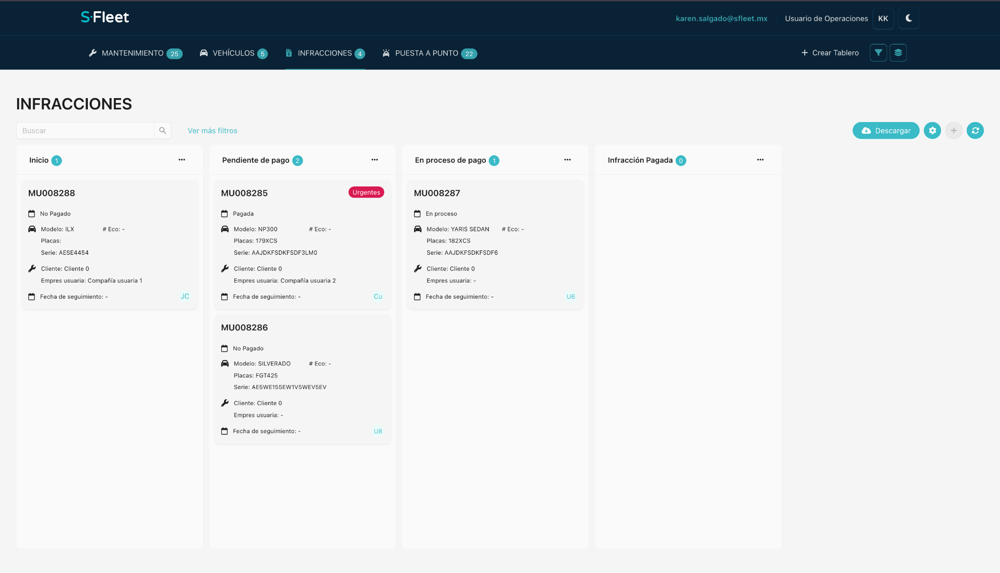 S·Fleet
karen.salgado@sfleet.mx
Usuario de Operaciones
KK
MANTENIMIENTO 25
VEHÍCULOS 5
INFRACCIONES 4
PUESTA A PUNTO 22
+ Crear Tablero
INFRACCIONES
Buscar
Ver más filtros
Descargar
Inicio 1
MU008288
No Pagado
Modelo: ILX # Eco: -
Placas:
Serie: AESE4454
Cliente: Cliente 0
Empres usuaria: Compañía usuaria 1
Fecha de seguimiento: - JC
Pendiente de pago 2
MU008285 Urgentes
Pagada
Modelo: NP300 # Eco: -
Placas: 179XCS
Serie: AAJDKFSDKFSDF3LM0
Cliente: Cliente 0
Empres usuaria: Compañía usuaria 2
Fecha de seguimiento: - Cu
MU008286
No Pagado
Modelo: SILVERADO # Eco: -
Placas: FGT425
Serie: AE5WE155EW1V5WEV5EV
Cliente: Cliente 0
Empres usuaria: -
Fecha de seguimiento: - U8
En proceso de pago 1
MU008287
En proceso
Modelo: YARIS SEDAN # Eco: -
Placas: 182XCS
Serie: AAJDKFSDKFSDF6
Cliente: Cliente 0
Empres usuaria: -
Fecha de seguimiento: - U6
Infracción Pagada 0